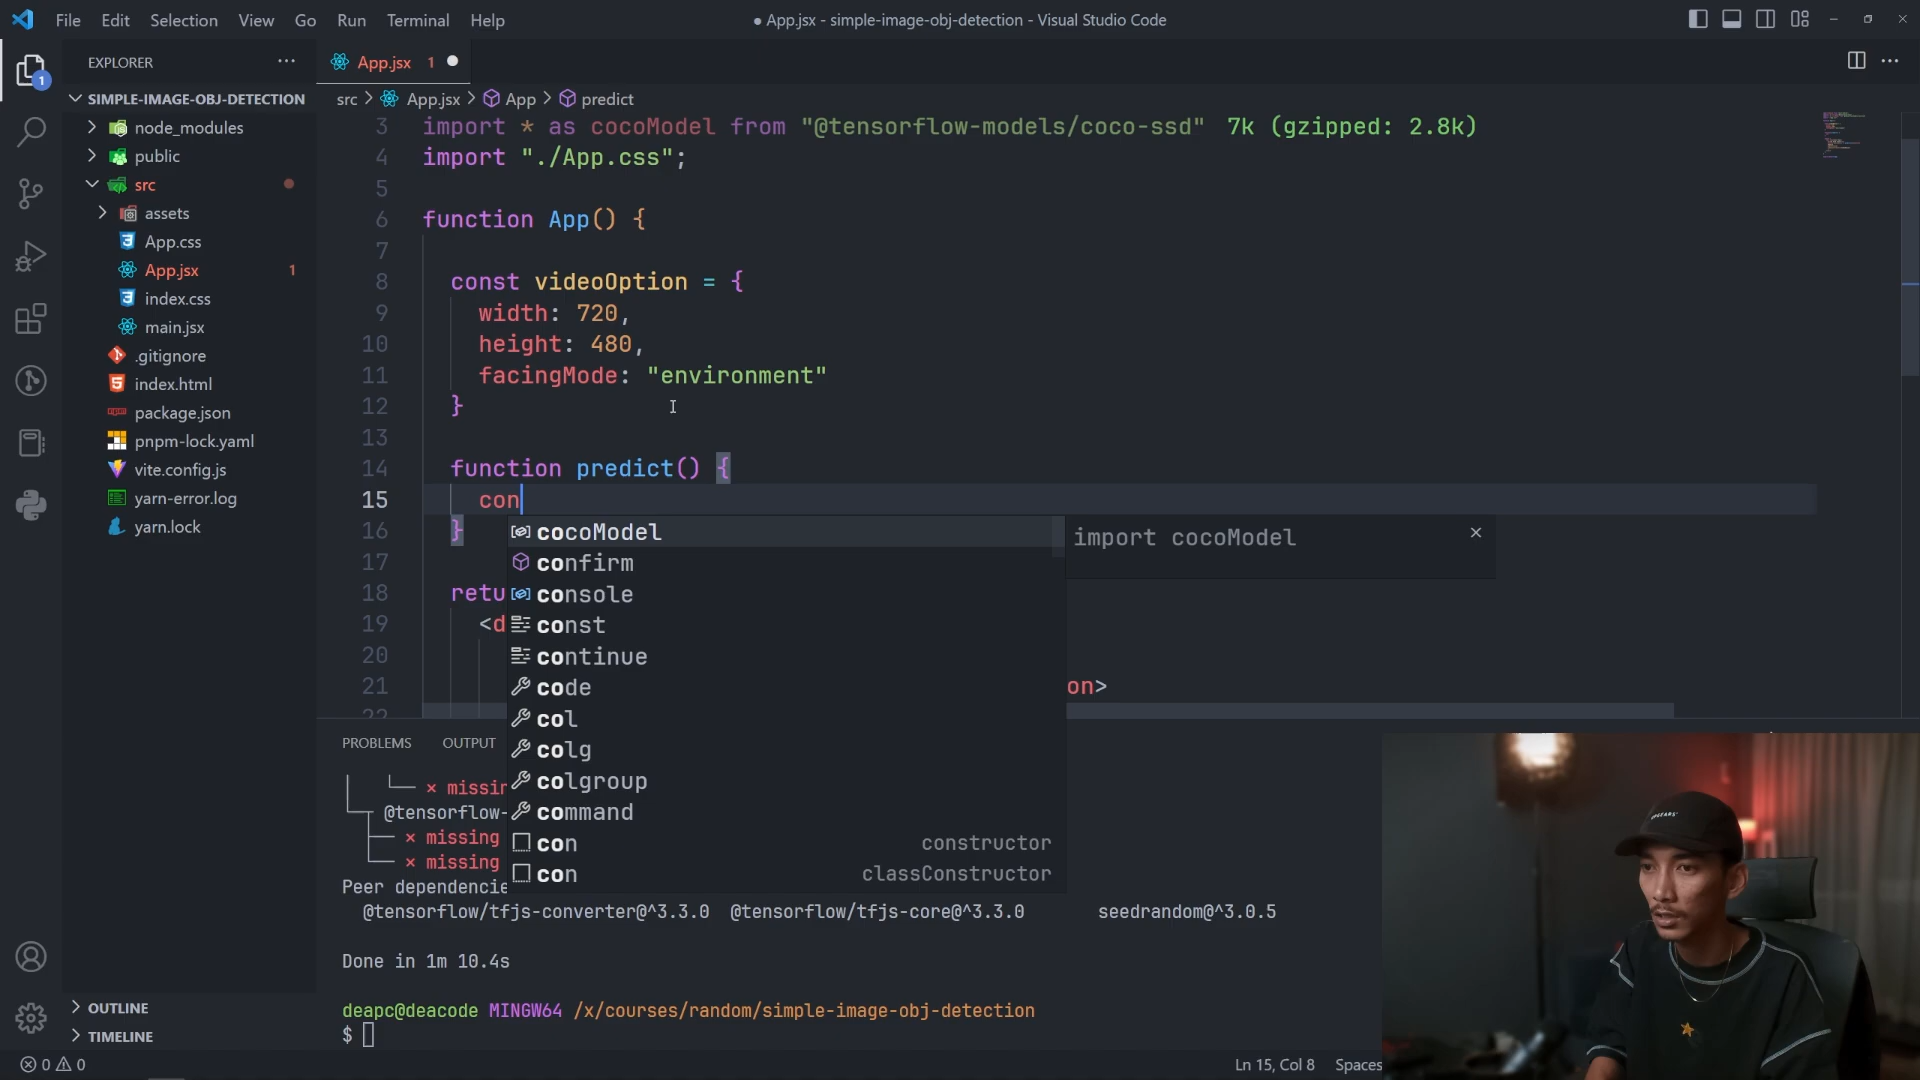 File Edit Selection View Go Run Terminal Help
● App.jsx - simple-image-obj-detection - Visual Studio Code
1
EXPLORER
SIMPLE-IMAGE-OBJ-DETECTION
node_modules
public
src
assets
App.css
App.jsx 1
index.css
main.jsx
.gitignore
index.html
package.json
pnpm-lock.yaml
vite.config.js
yarn-error.log
yarn.lock
OUTLINE
TIMELINE
App.jsx 1
src > App.jsx > App > predict
3 import * as cocoModel from "@tensorflow-models/coco-ssd" 7k (gzipped: 2.8k)
4 import "./App.css";
5
6 function App() {
7
8 const videoOption = {
9 width: 720,
10 height: 480,
11 facingMode: "environment"
12 }
13
14 function predict() {
15 con
16 }
17
18 retu
19 <d
20
21 on>
22
cocoModel
confirm
console
const
continue
code
col
colg
colgroup
command
con constructor
con classConstructor
import cocoModel
PROBLEMS OUTPUT
└── × missin
@tensorflow-
├── × missing
└── × missing
Peer dependencie
@tensorflow/tfjs-converter@^3.3.0 @tensorflow/tfjs-core@^3.3.0 seedrandom@^3.0.5
Done in 1m 10.4s
deapc@deacode MINGW64 /x/courses/random/simple-image-obj-detection
$
0 0
Ln 15, Col 8 Spaces